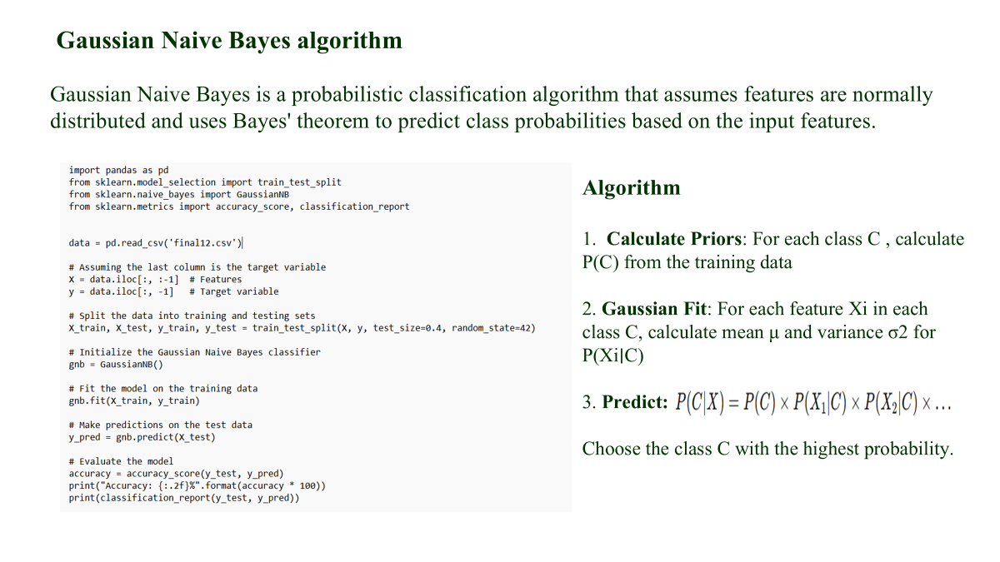 Gaussian Naive Bayes algorithm
Gaussian Naive Bayes is a probabilistic classification algorithm that assumes features are normally
distributed and uses Bayes' theorem to predict class probabilities based on the input features.
import pandas as pd
from sklearn.model_selection import train_test_split
from sklearn.naive_bayes import GaussianNB
from sklearn.metrics import accuracy_score, classification_report
data = pd.read_csv('final12.csv')
# Assuming the last column is the target variable
X = data.iloc[:, :-1]  # Features
y = data.iloc[:, -1]   # Target variable
# Split the data into training and testing sets
X_train, X_test, y_train, y_test = train_test_split(X, y, test_size=0.4, random_state=42)
# Initialize the Gaussian Naive Bayes classifier
gnb = GaussianNB()
# Fit the model on the training data
gnb.fit(X_train, y_train)
# Make predictions on the test data
y_pred = gnb.predict(X_test)
# Evaluate the model
accuracy = accuracy_score(y_test, y_pred)
print("Accuracy: {:.2f}%".format(accuracy * 100))
print(classification_report(y_test, y_pred))
Algorithm
1. Calculate Priors: For each class C , calculate
P(C) from the training data
2. Gaussian Fit: For each feature Xi in each
class C, calculate mean μ and variance σ2 for
P(Xi|C)
3. Predict: P(C|X) = P(C) × P(X₁|C) × P(X₂|C) × …
Choose the class C with the highest probability.